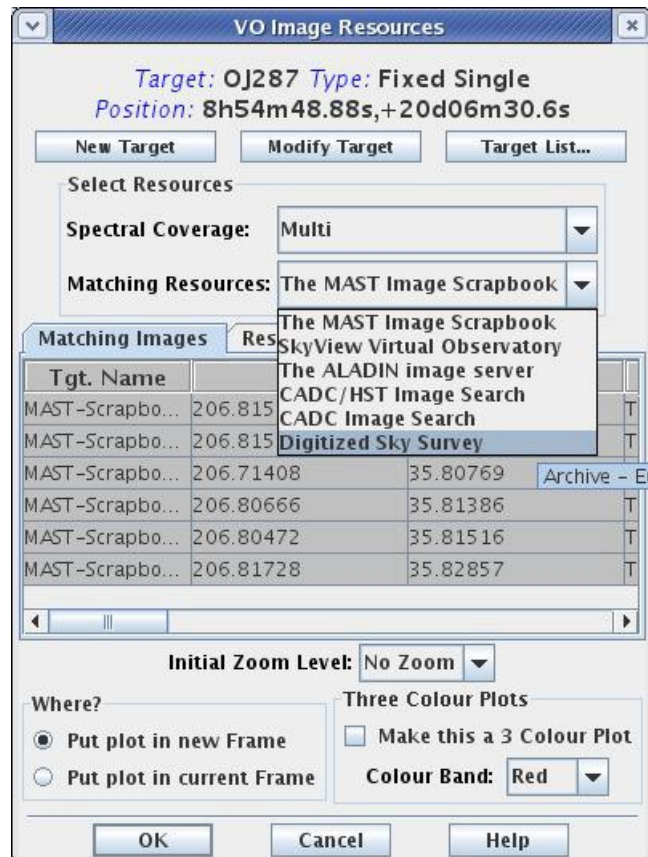 VO Image Resources
Target: OJ287 Type: Fixed Single
Position: 8h54m48.88s,+20d06m30.6s
New Target Modify Target Target List...
Select Resources
Spectral Coverage: Multi
Matching Resources: The MAST Image Scrapbook
The MAST Image Scrapbook
SkyView Virtual Observatory
The ALADIN image server
CADC/HST Image Search
CADC Image Search
Digitized Sky Survey
Matching Images Res
Tgt. Name
MAST-Scrapbo... 206.815 T
MAST-Scrapbo... 206.815 T
MAST-Scrapbo... 206.71408 35.80769 Archive - E
MAST-Scrapbo... 206.80666 35.81386 T
MAST-Scrapbo... 206.80472 35.81516 T
MAST-Scrapbo... 206.81728 35.82857 T
Initial Zoom Level: No Zoom
Where?
Put plot in new Frame
Put plot in current Frame
Three Colour Plots
Make this a 3 Colour Plot
Colour Band: Red
OK Cancel Help